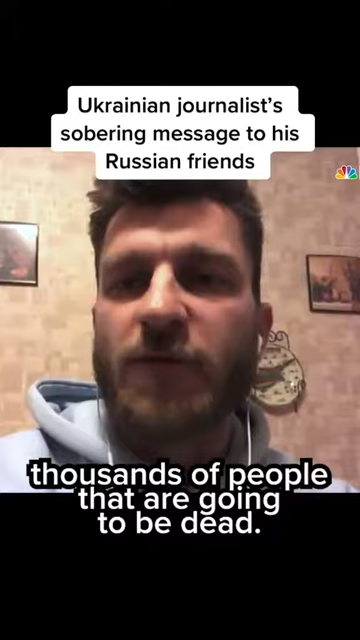 Ukrainian journalist's
sobering message to his
Russian friends
thousands of people
that are going
to be dead.